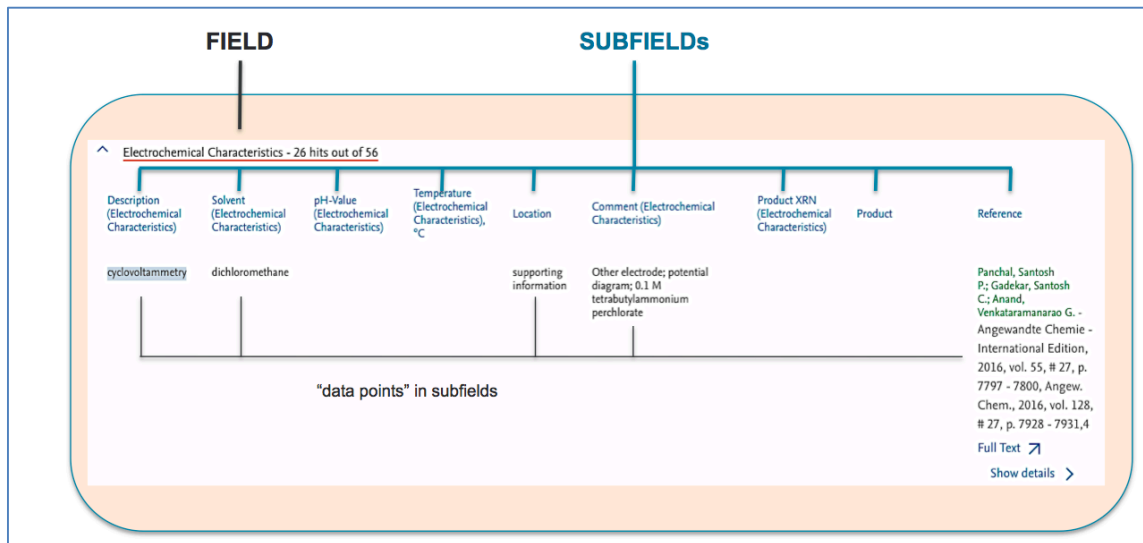 FIELD
SUBFIELDs
Electrochemical Characteristics - 26 hits out of 56
Description
(Electrochemical
Characteristics)
Solvent
(Electrochemical
Characteristics)
pH-Value
(Electrochemical
Characteristics)
Temperature
(Electrochemical
Characteristics),
°C
Location
Comment (Electrochemical
Characteristics)
Product XRN
(Electrochemical
Characteristics)
Product
Reference
cyclovoltammetry
dichloromethane
supporting
information
Other electrode; potential
diagram; 0.1 M
tetrabutylammonium
perchlorate
Panchal, Santosh
P.; Gadekar, Santosh
C.; Anand,
Venkataramanarao G. -
Angewandte Chemie -
International Edition,
2016, vol. 55, # 27, p.
7797 - 7800, Angew.
Chem., 2016, vol. 128,
# 27, p. 7928 - 7931,4
Full Text
Show details
“data points” in subfields